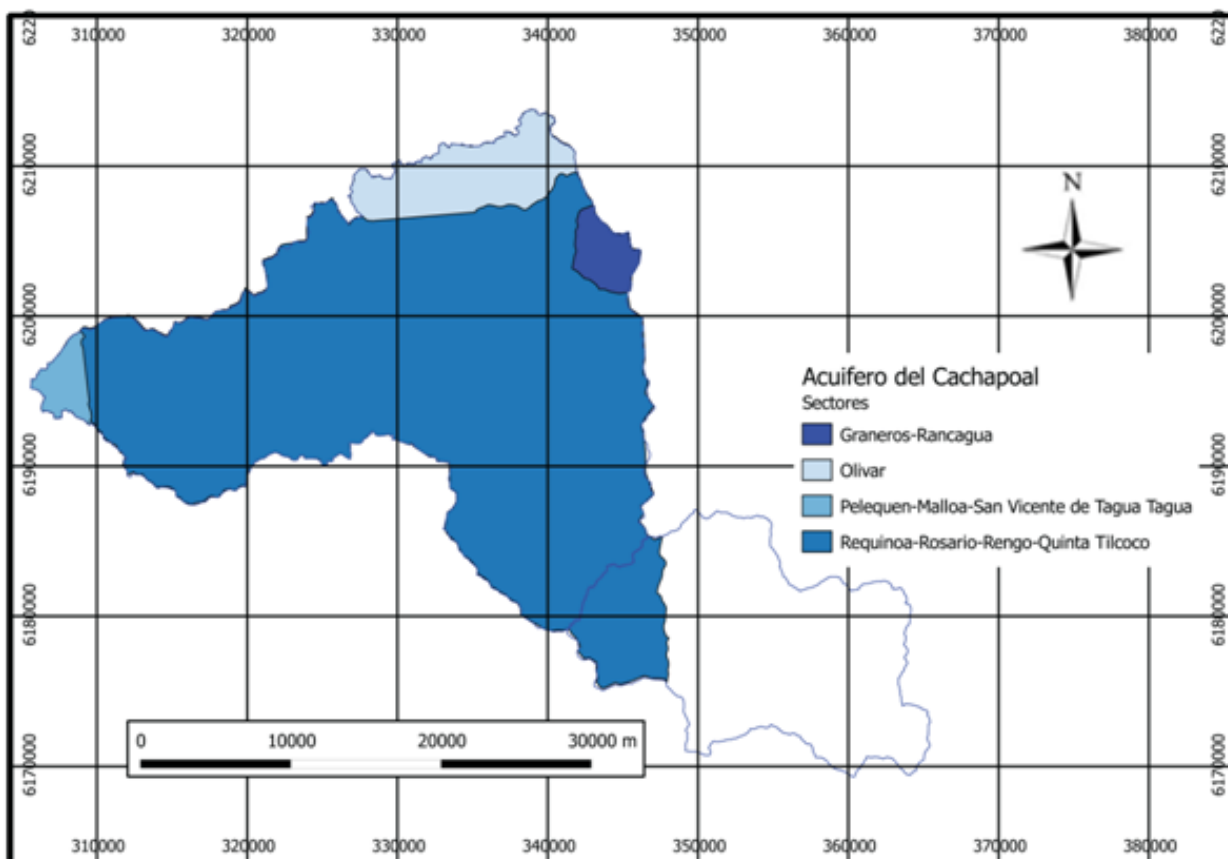 310000 320000 330000 340000 350000 360000 370000 380000
6222
6222
N
6210000
6210000
6200000
6200000
Acuifero del Cachapoal
Sectores
Graneros-Rancagua
Olivar
Pelequen-Malloa-San Vicente de Tagua Tagua
Requinoa-Rosario-Rengo-Quinta Tilcoco
6190000
6190000
6180000
6180000
0 10000 20000 30000 m
6170000
6170000
310000 320000 330000 340000 350000 360000 370000 380000